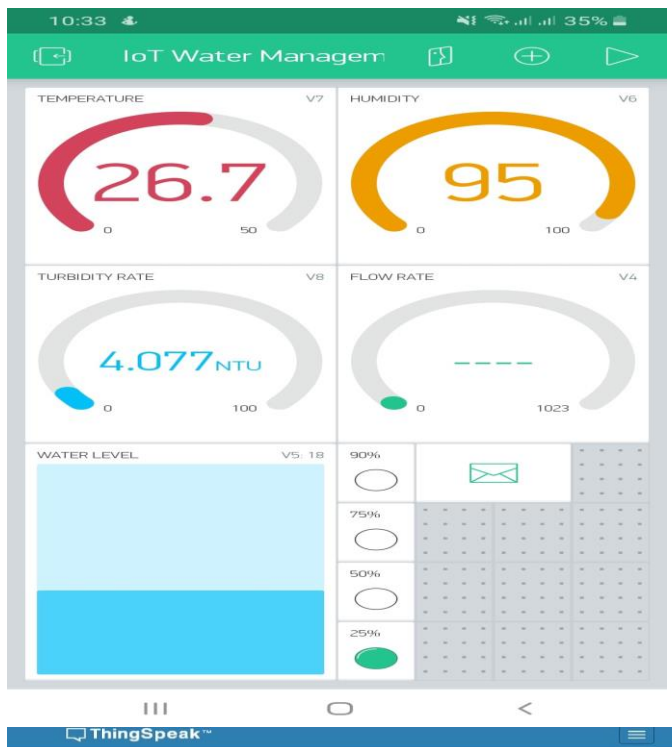 10:33 35%
IoT Water Managem
TEMPERATURE V7
26.7
0 50
HUMIDITY V6
95
0 100
TURBIDITY RATE V8
4.077NTU
0 100
FLOW RATE V4
----
0 1023
WATER LEVEL V5: 18
90%
75%
50%
25%
ThingSpeak™